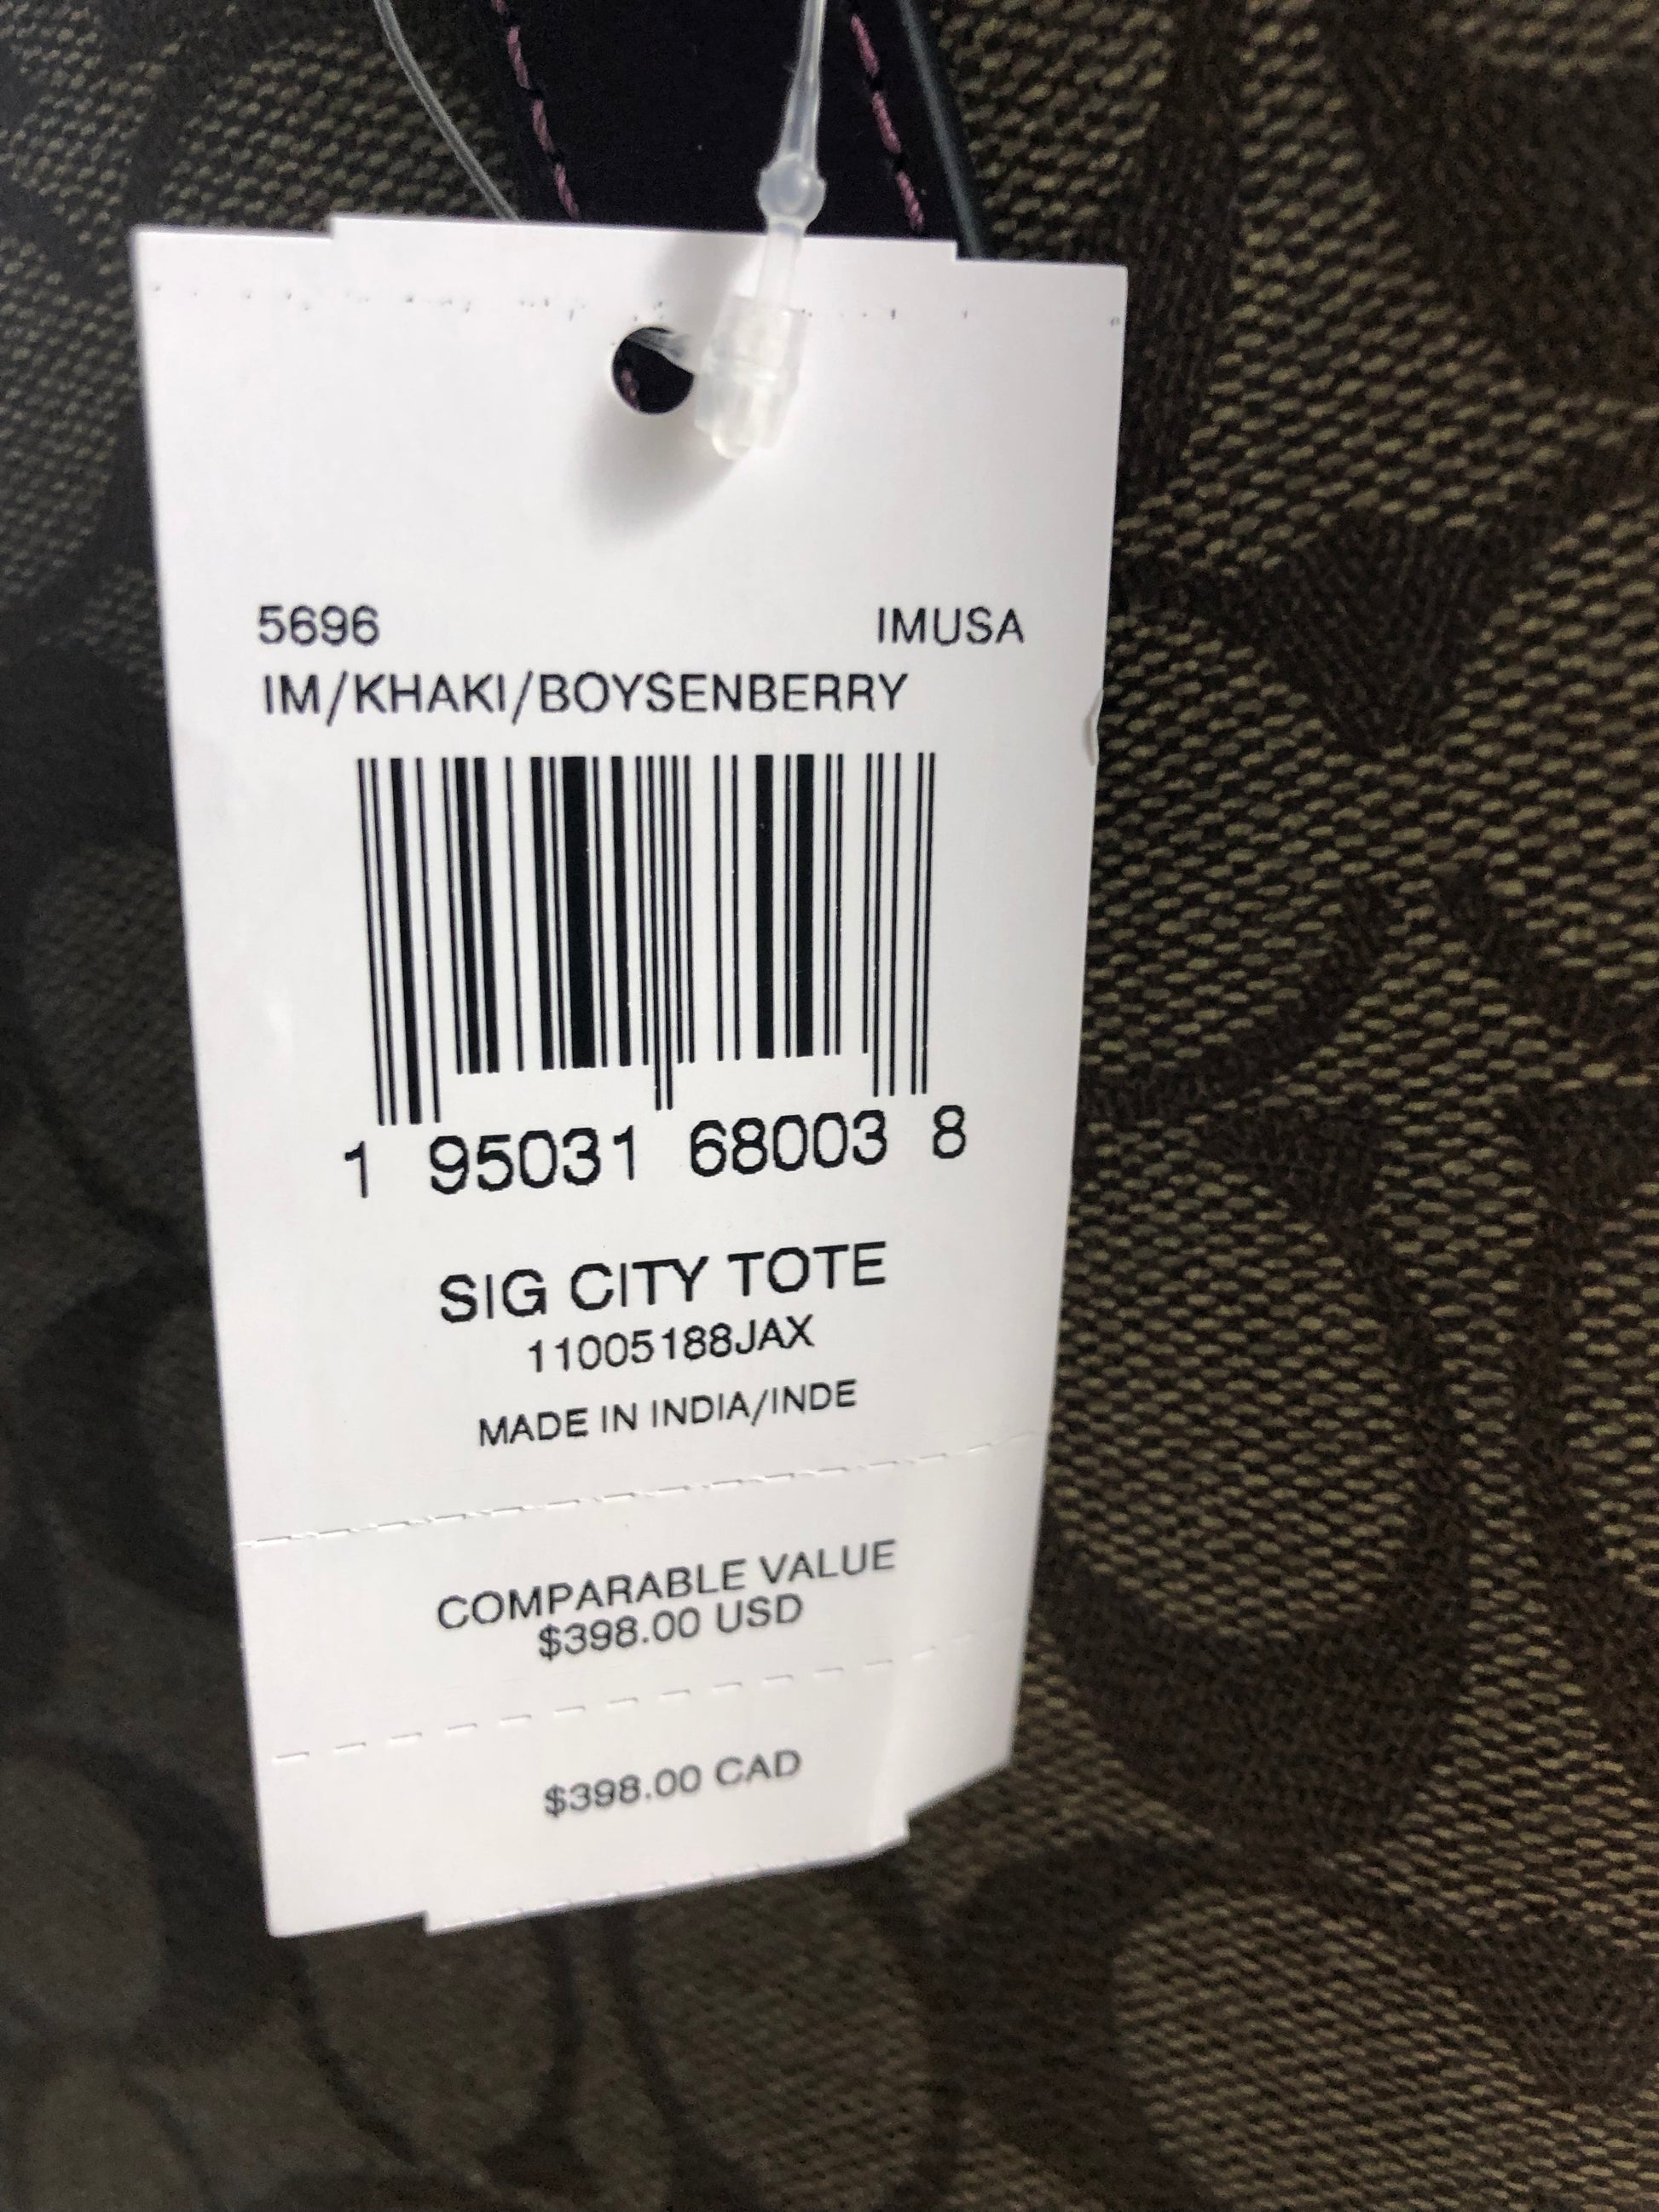 5696 IMUSA
IM/KHAKI/BOYSENBERRY
1 95031 68003 8
SIG CITY TOTE
11005188JAX
MADE IN INDIA/INDE
COMPARABLE VALUE
$398.00 USD
$398.00 CAD